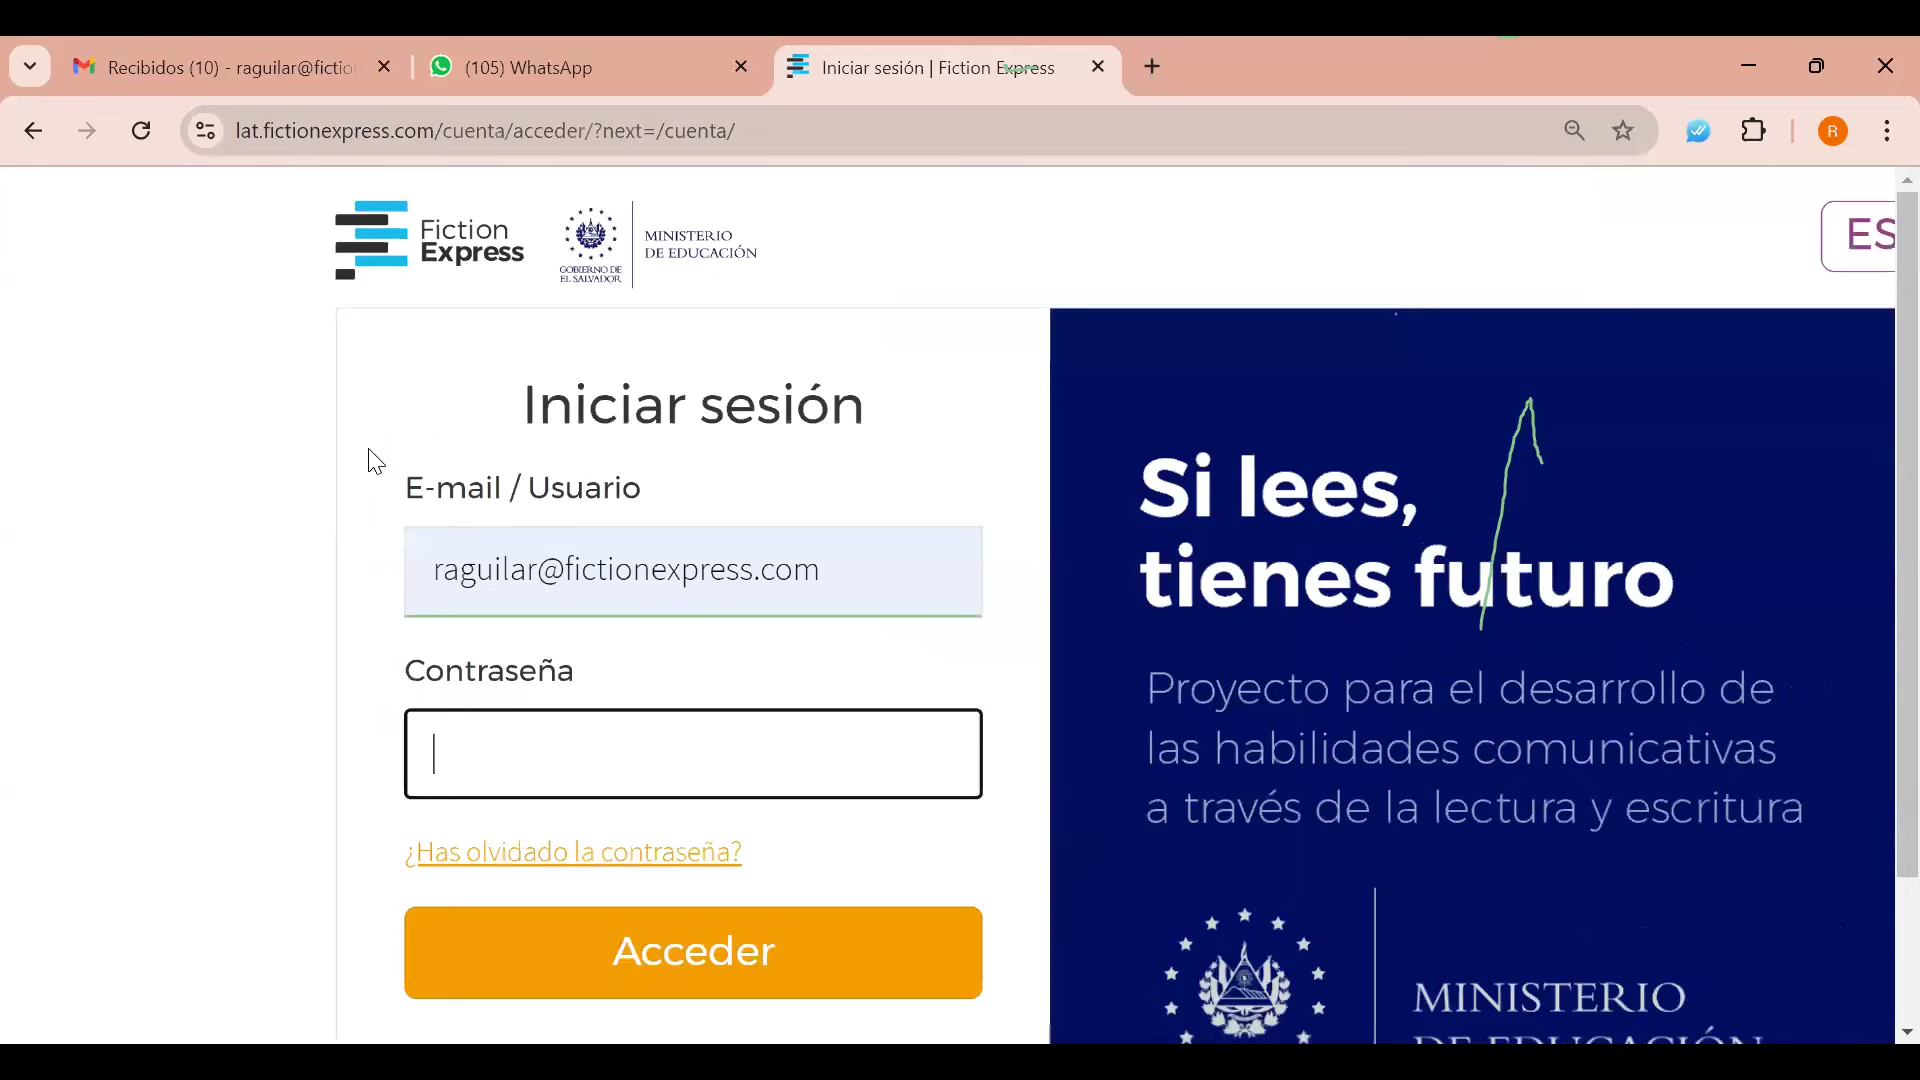 Recibidos (10) - raguilar@fictio
(105) WhatsApp
Iniciar sesión | Fiction Express
lat.fictionexpress.com/cuenta/acceder/?next=/cuenta/
R
Fiction
Express
GOBIERNO DE
EL SALVADOR
MINISTERIO
DE EDUCACIÓN
ES
Iniciar sesión
E-mail / Usuario
raguilar@fictionexpress.com
Contraseña
¿Has olvidado la contraseña?
Acceder
Si lees,
tienes futuro
Proyecto para el desarrollo de
las habilidades comunicativas
a través de la lectura y escritura
MINISTERIO
DE EDUCACIÓN